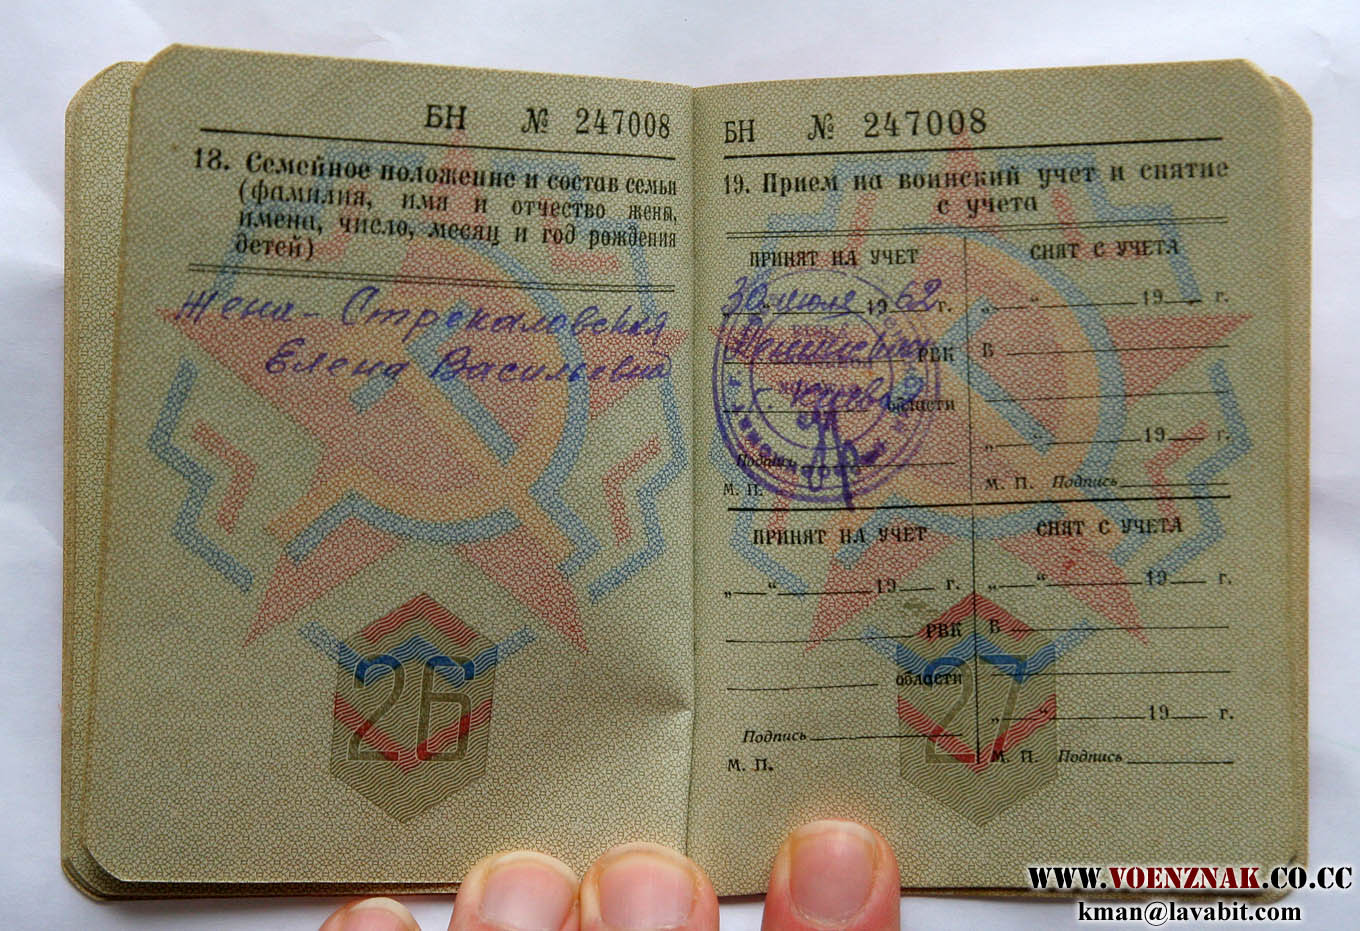 БН № 247008
18. Семейное положение и состав семьи
(фамилия, имя и отчество жены,
имена, число, месяц и год рождения
детей)
Жена - Стрекаловская
Елена Васильевна
26
БН № 247008
19. Прием на воинский учет и снятие
с учета
ПРИНЯТ НА УЧЕТ
30 июля 1962 г.
РВК
области
Подпись
М. П.
СНЯТ С УЧЕТА
„ “ 19 г.
В
„ “ 19 г.
М. П. Подпись
ПРИНЯТ НА УЧЕТ
„ “ 19 г.
РВК
области
Подпись
М. П.
СНЯТ С УЧЕТА
„ “ 19 г.
В
„ “ 19 г.
М. П. Подпись
27
WWW.VOENZNAK.CO.CC
kman@lavabit.com